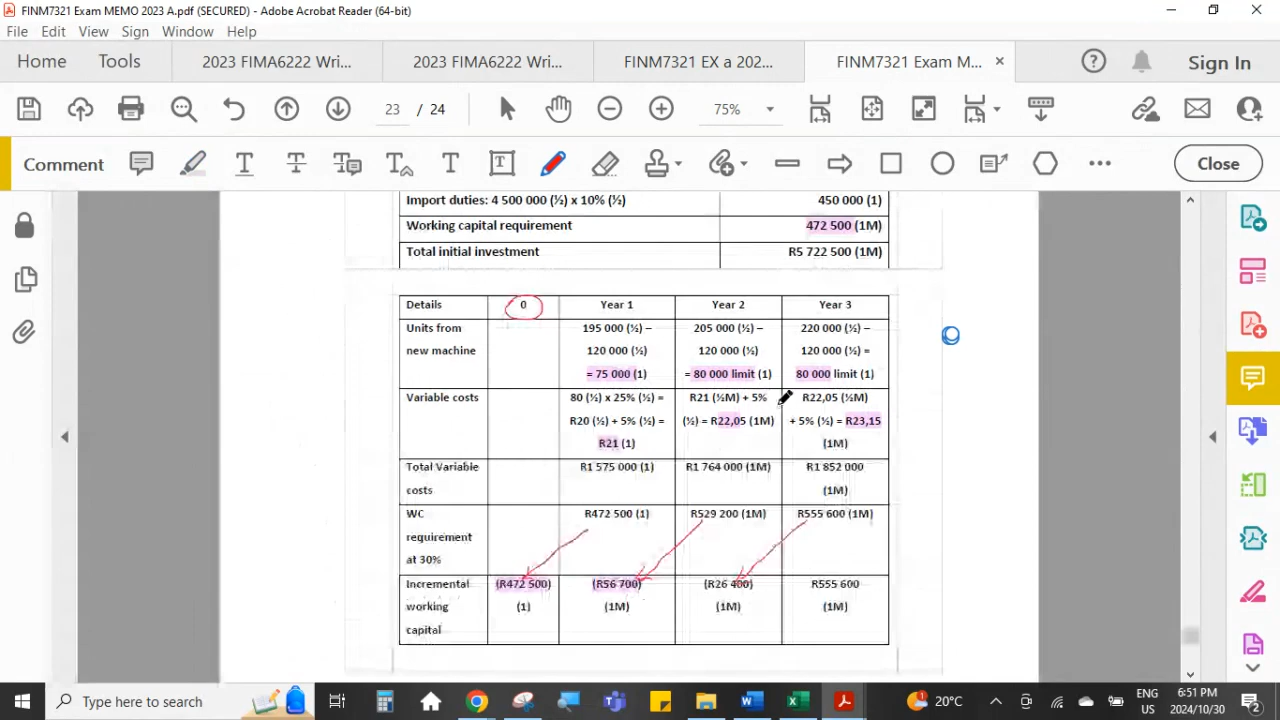 FINM7321 Exam MEMO 2023 A.pdf (SECURED) - Adobe Acrobat Reader (64-bit)
File Edit View Sign Window Help
Home Tools 2023 FIMA6222 Wri... 2023 FIMA6222 Wri... FINM7321 EX a 202... FINM7321 Exam M... × Sign In
23 / 24 75%
Comment Close
Import duties: 4 500 000 (½) x 10% (½) 450 000 (1)
Working capital requirement 472 500 (1M)
Total initial investment R5 722 500 (1M)
Details 0 Year 1 Year 2 Year 3
Units from 195 000 (½) – 205 000 (½) – 220 000 (½) –
new machine 120 000 (½) 120 000 (½) 120 000 (½) =
= 75 000 (1) = 80 000 limit (1) 80 000 limit (1)
Variable costs 80 (½) x 25% (½) = R21 (½M) + 5% R22,05 (½M)
R20 (½) + 5% (½) = (½) = R22,05 (1M) + 5% (½) = R23,15
R21 (1) (1M)
Total Variable R1 575 000 (1) R1 764 000 (1M) R1 852 000
costs (1M)
WC R472 500 (1) R529 200 (1M) R555 600 (1M)
requirement
at 30%
Incremental (R472 500) (R56 700) (R26 400) R555 600
working (1) (1M) (1M) (1M)
capital
Type here to search 20°C ENG 6:51 PM
US 2024/10/30 2